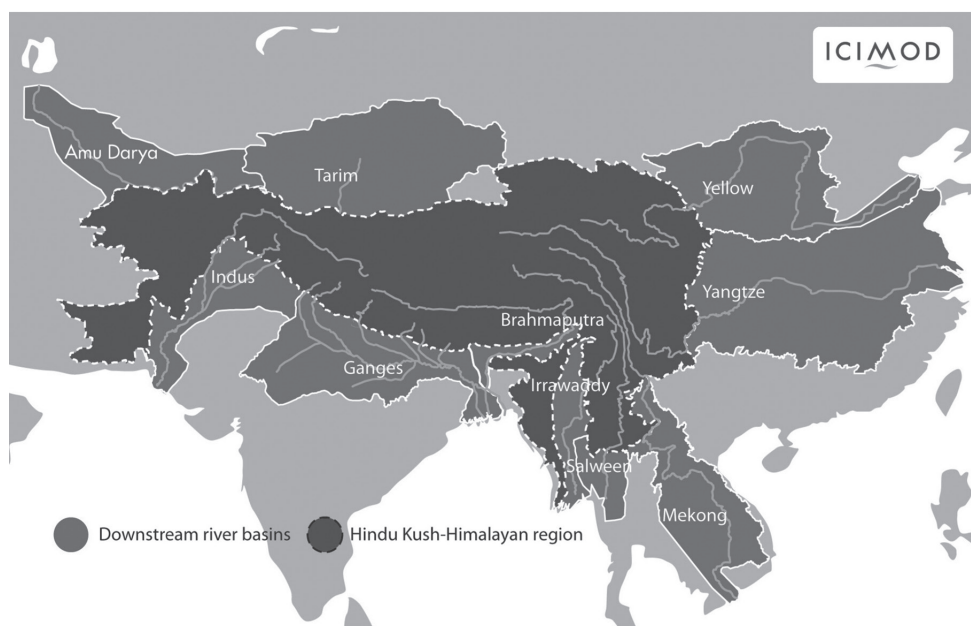 ICIMOD
Amu Darya
Tarim
Yellow
Indus
Yangtze
Brahmaputra
Ganges
Irrawaddy
Salween
Mekong
Downstream river basins
Hindu Kush-Himalayan region